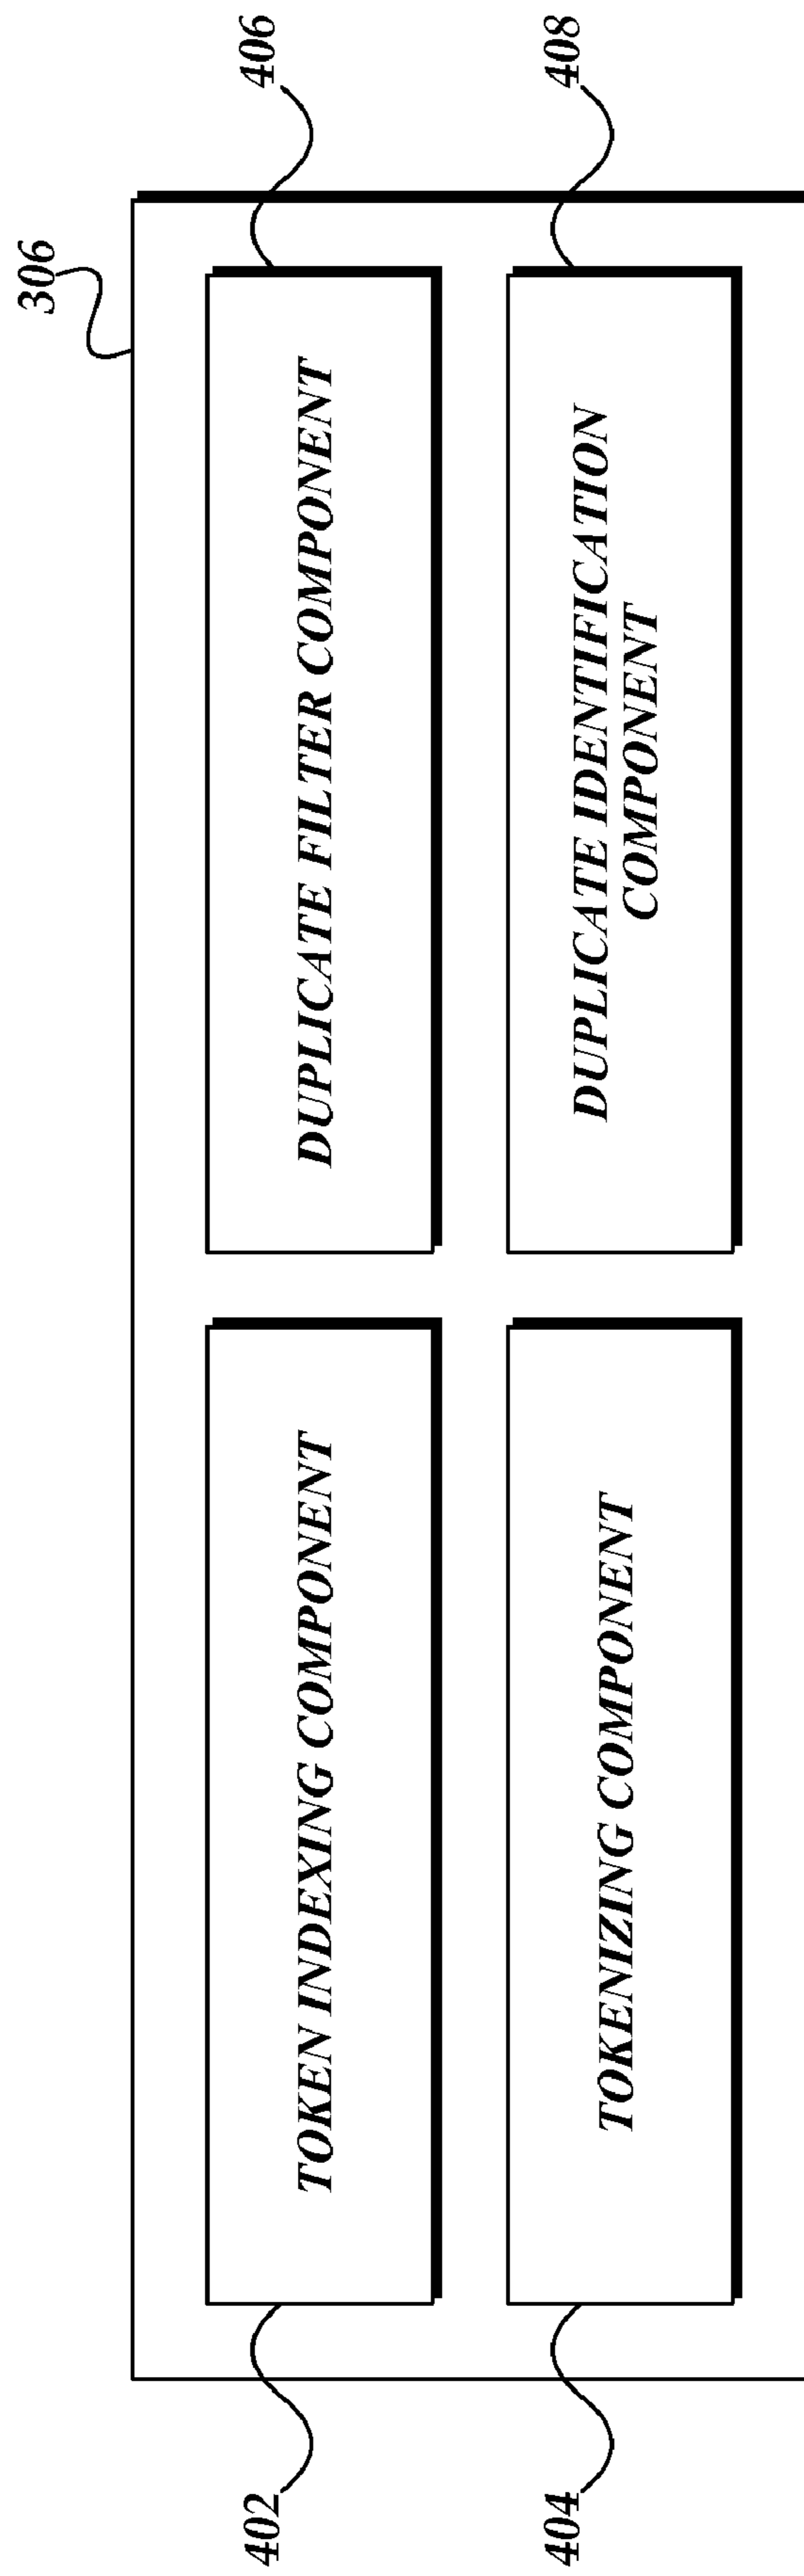 306
402
TOKEN INDEXING COMPONENT
DUPLICATE FILTER COMPONENT
406
404
TOKENIZING COMPONENT
DUPLICATE IDENTIFICATION
COMPONENT
408